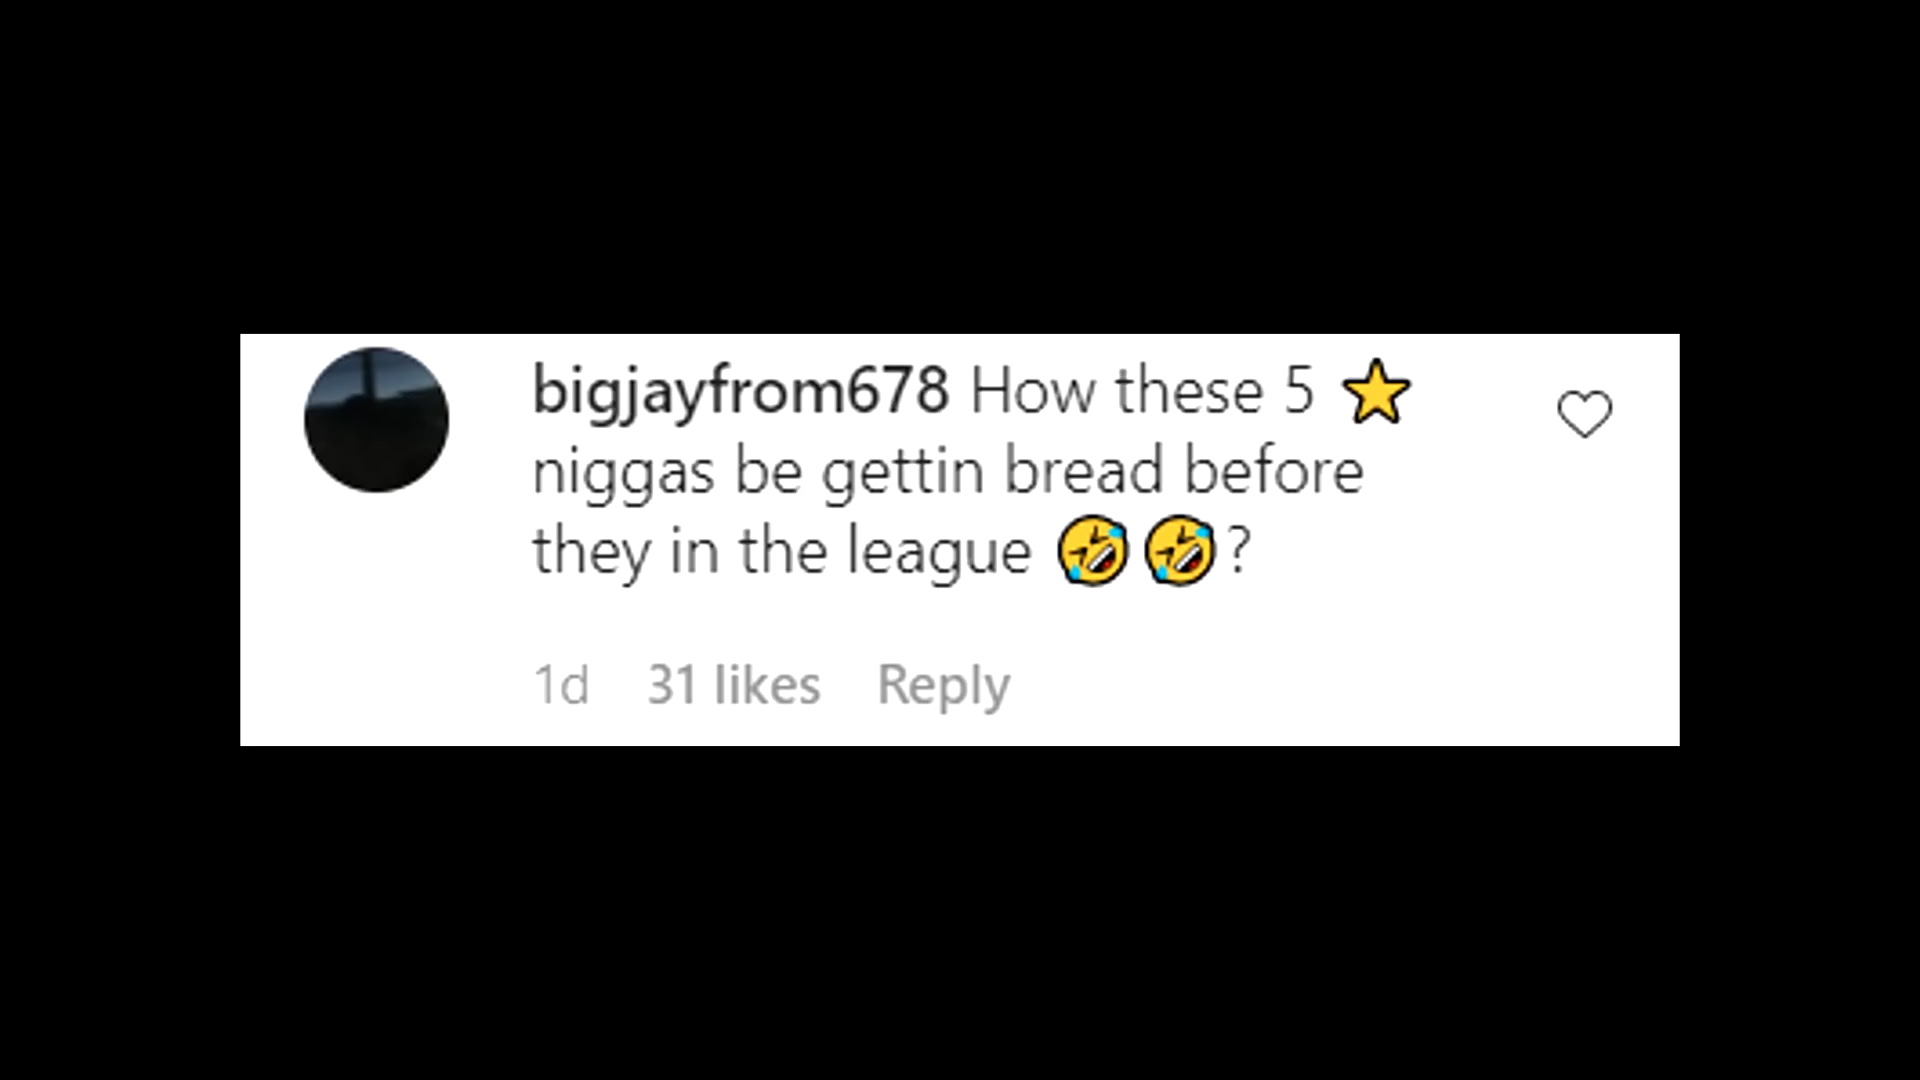 bigjayfrom678 How these 5 ⭐
niggas be gettin bread before
they in the league 🤣🤣?
1d 31 likes Reply